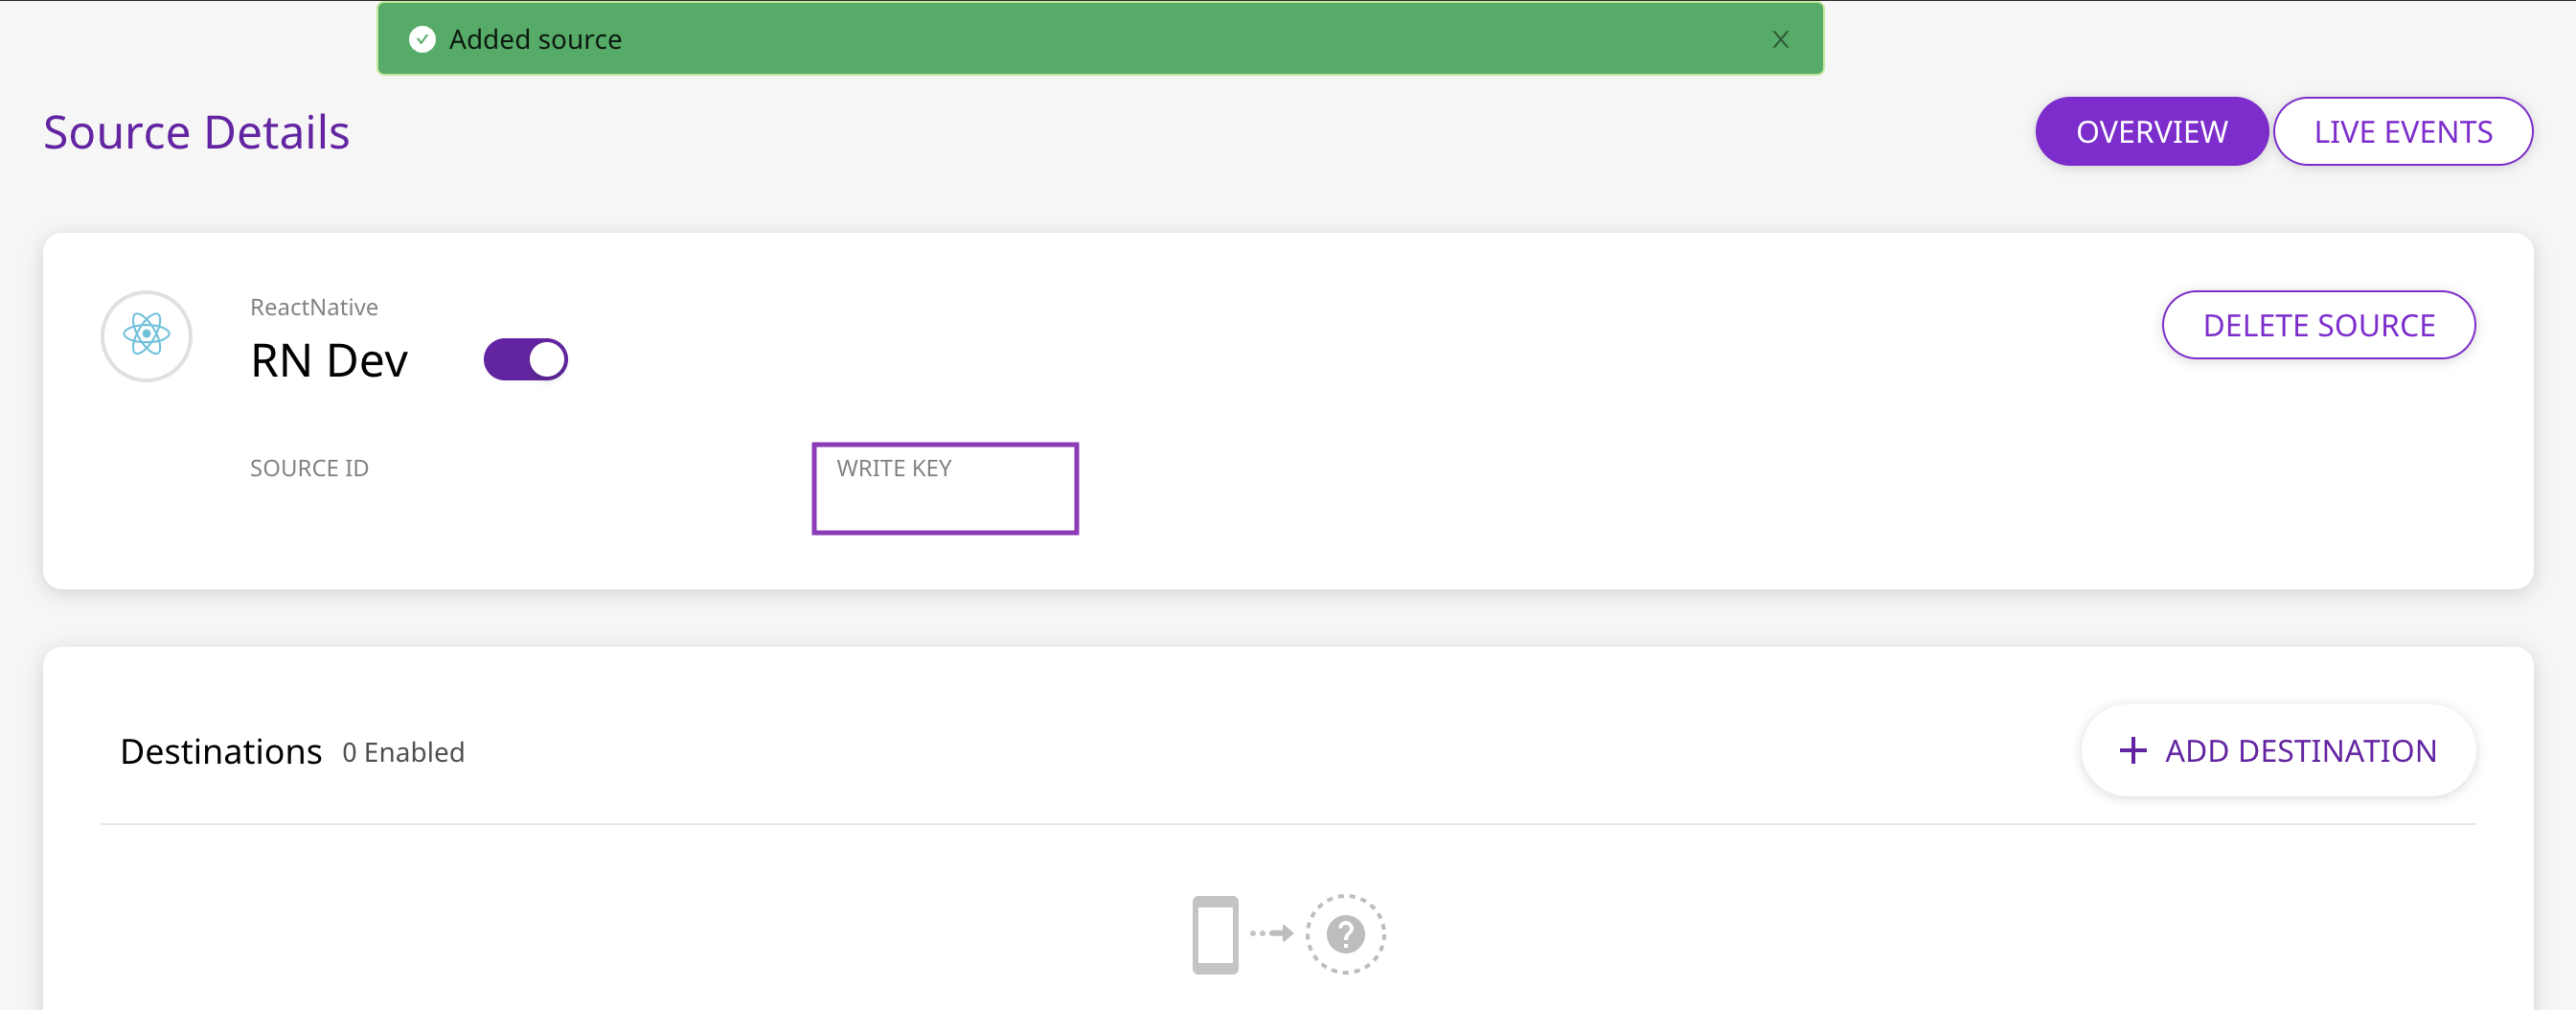 Added source
Source Details
OVERVIEW
LIVE EVENTS
ReactNative
RN Dev
DELETE SOURCE
SOURCE ID
WRITE KEY
Destinations 0 Enabled
+ ADD DESTINATION
?